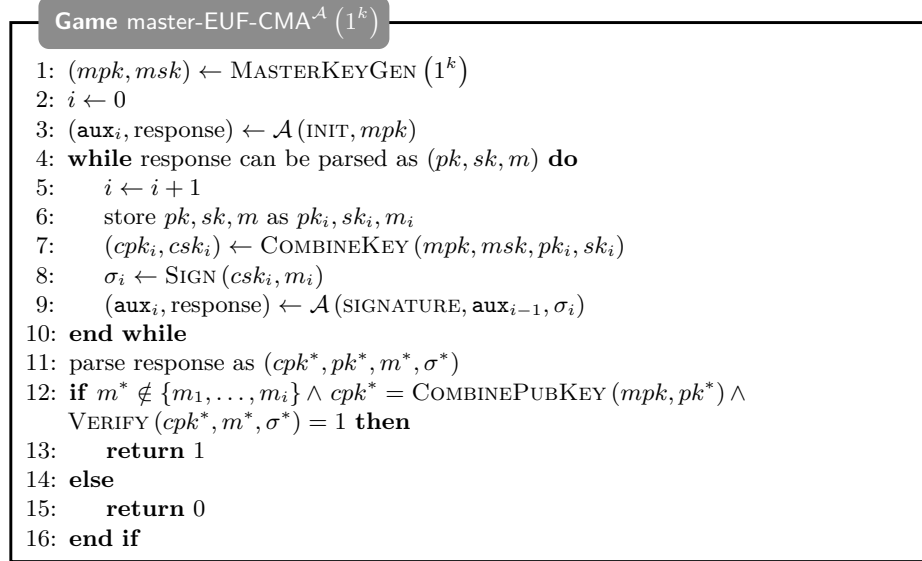 Game master-EUF-CMA^𝒜 (1^k)
1: (mpk, msk) ← MASTERKEYGEN (1^k)
2: i ← 0
3: (aux_i, response) ← 𝒜 (INIT, mpk)
4: while response can be parsed as (pk, sk, m) do
5: i ← i + 1
6: store pk, sk, m as pk_i, sk_i, m_i
7: (cpk_i, csk_i) ← COMBINEKEY (mpk, msk, pk_i, sk_i)
8: σ_i ← SIGN (csk_i, m_i)
9: (aux_i, response) ← 𝒜 (SIGNATURE, aux_{i−1}, σ_i)
10: end while
11: parse response as (cpk*, pk*, m*, σ*)
12: if m* ∉ {m_1, . . . , m_i} ∧ cpk* = COMBINEPUBKEY (mpk, pk*) ∧
VERIFY (cpk*, m*, σ*) = 1 then
13: return 1
14: else
15: return 0
16: end if